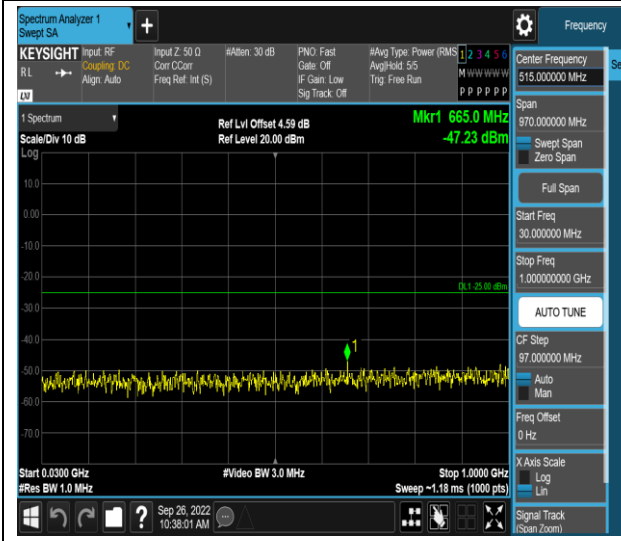 Spectrum Analyzer 1
Swept SA
+
Frequency
KEYSIGHT
RL
LXI
Input: RF
Coupling: DC
Align: Auto
Input Z: 50 Ω
Corr CCorr
Freq Ref: Int (S)
#Atten: 30 dB
PNO: Fast
Gate: Off
IF Gain: Low
Sig Track: Off
#Avg Type: Power (RMS
Avg|Hold: 5/5
Trig: Free Run
1 2 3 4 5 6
M W W W W W
P P P P P P
1 Spectrum
Scale/Div 10 dB
Log
Ref Lvl Offset 4.59 dB
Ref Level 20.00 dBm
Mkr1 665.0 MHz
-47.23 dBm
10.0
0.00
-10.0
-20.0
DL1 -25.00 dBm
-30.0
-40.0
1
-50.0
-60.0
-70.0
Start 0.0300 GHz
#Res BW 1.0 MHz
#Video BW 3.0 MHz
Stop 1.0000 GHz
Sweep ~1.18 ms (1000 pts)
Center Frequency
515.000000 MHz
Se
Span
970.000000 MHz
Swept Span
Zero Span
Full Span
Start Freq
30.000000 MHz
Stop Freq
1.000000000 GHz
AUTO TUNE
CF Step
97.000000 MHz
Auto
Man
Freq Offset
0 Hz
X Axis Scale
Log
Lin
Signal Track
(Span Zoom)
?
Sep 26, 2022
10:38:01 AM